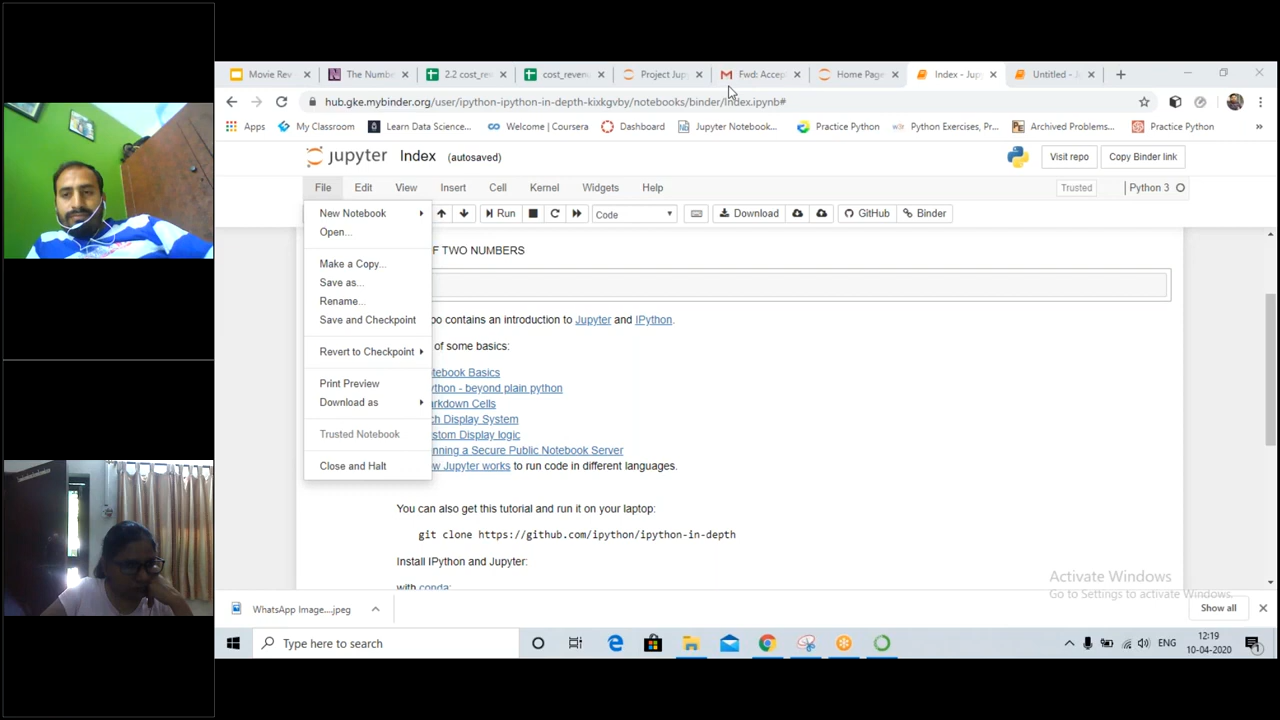 Movie Rev
The Numbe
2.2 cost_re
cost_reven
Project Jup
Fwd: Accep
Home Page
Index - Jup
Untitled - Ju
hub.gke.mybinder.org/user/ipython-ipython-in-depth-kixkgvby/notebooks/binder/Index.ipynb#
Apps
My Classroom
Learn Data Science...
Welcome | Coursera
Dashboard
Jupyter Notebook...
Practice Python
Python Exercises, Pr...
Archived Problems...
Practice Python
»
jupyter Index (autosaved)
Visit repo
Copy Binder link
File Edit View Insert Cell Kernel Widgets Help
Trusted
Python 3
Run
Code
Download
GitHub
Binder
New Notebook
Open...
Make a Copy...
Save as...
Rename...
Save and Checkpoint
Revert to Checkpoint
Print Preview
Download as
Trusted Notebook
Close and Halt
F TWO NUMBERS
po contains an introduction to Jupyter and IPython.
of some basics:
tebook Basics
ython - beyond plain python
arkdown Cells
ch Display System
stom Display logic
nning a Secure Public Notebook Server
w Jupyter works to run code in different languages.
You can also get this tutorial and run it on your laptop:
git clone https://github.com/ipython/ipython-in-depth
Install IPython and Jupyter:
with conda:
Activate Windows
Go to Settings to activate Windows.
WhatsApp Image....jpeg
Show all
Type here to search
ENG
12:19
10-04-2020